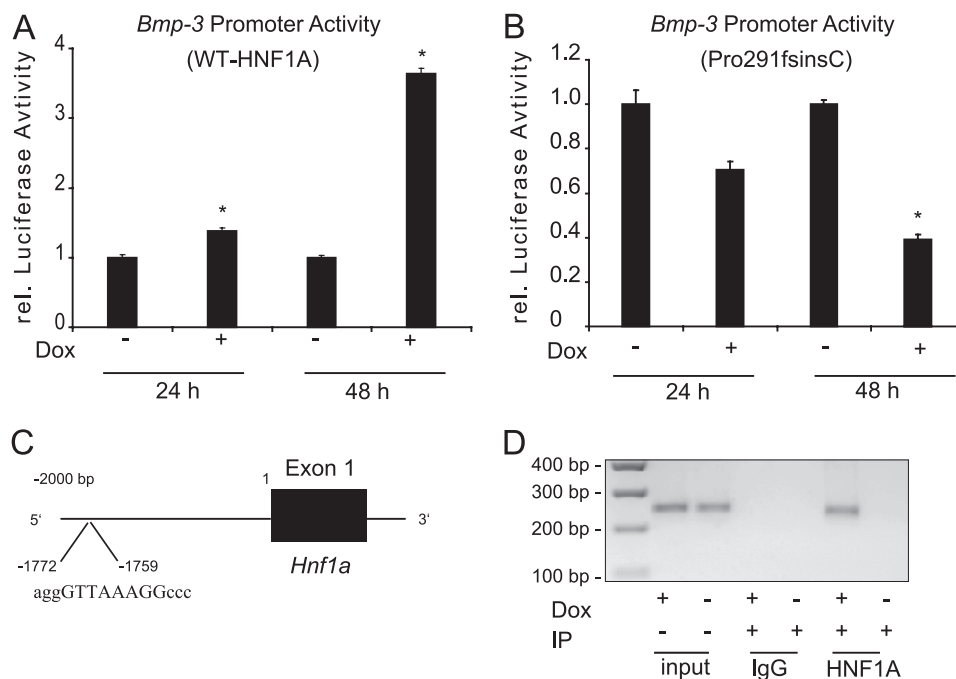 A
Bmp-3 Promoter Activity
(WT-HNF1A)
rel. Luciferase Avtivity
4
3
2
1
0
*
*
Dox
- + - +
24 h 48 h
B
Bmp-3 Promoter Activity
(Pro291fsinsC)
rel. Luciferase Avtivity
1.2
1.0
0.8
0.6
0.4
0.2
0
*
Dox
- + - +
24 h 48 h
C
-2000 bp 1 Exon 1
5‘ 3‘
-1772 -1759
Hnf1a
aggGTTAAAGGccc
D
400 bp -
300 bp -
200 bp -
100 bp -
Dox + - + - + -
IP - - + + + +
input IgG HNF1A